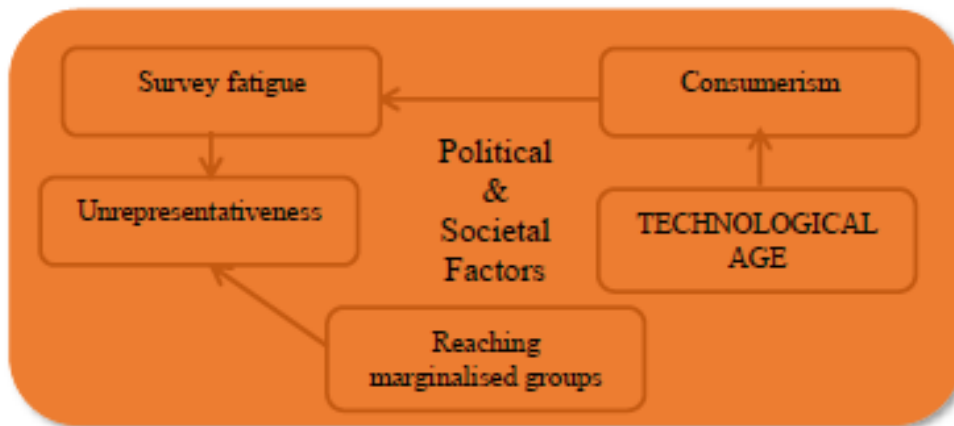 Survey fatigue
Consumerism
Political
&
Societal
Factors
Unrepresentativeness
TECHNOLOGICAL
AGE
Reaching
marginalised groups